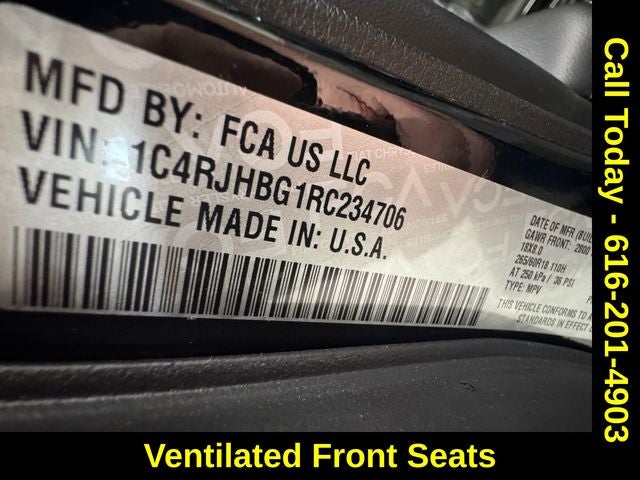 MFD BY: FCA US LLC
VIN: 1C4RJHBG1RC234706
VEHICLE MADE IN: U.S.A.
DATE OF MFR (BUI
GAWR FRONT: 2800
18X8.0
265/60R18 110H
AT 250 kPa / 36 PSI
TYPE: MPV
THIS VEHICLE CONFORMS TO
STANDARDS IN EFFECT
Call Today - 616-201-4903
Ventilated Front Seats